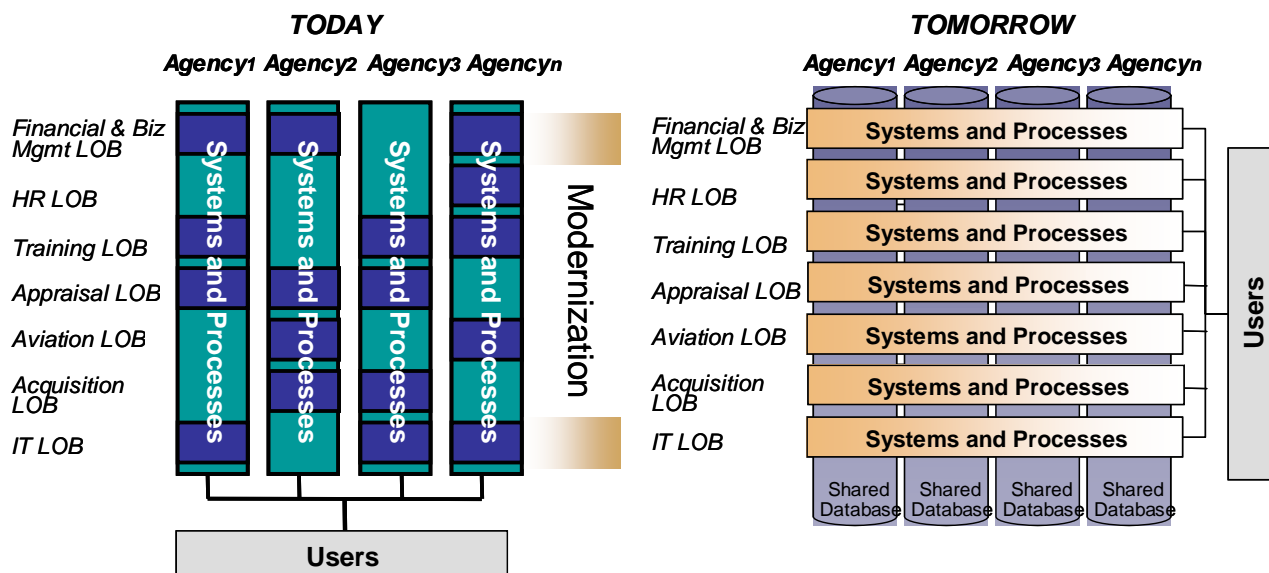 TODAY
Agency1 Agency2 Agency3 Agencyn
Financial & Biz
Mgmt LOB
HR LOB
Training LOB
Appraisal LOB
Aviation LOB
Acquisition
LOB
IT LOB
Systems and Processes
Systems and Processes
Systems and Processes
Systems and Processes
Modernization
Users
TOMORROW
Agency1 Agency2 Agency3 Agencyn
Financial & Biz
Mgmt LOB
HR LOB
Training LOB
Appraisal LOB
Aviation LOB
Acquisition
LOB
IT LOB
Systems and Processes
Systems and Processes
Systems and Processes
Systems and Processes
Systems and Processes
Systems and Processes
Systems and Processes
Shared
Database
Shared
Database
Shared
Database
Shared
Database
Users